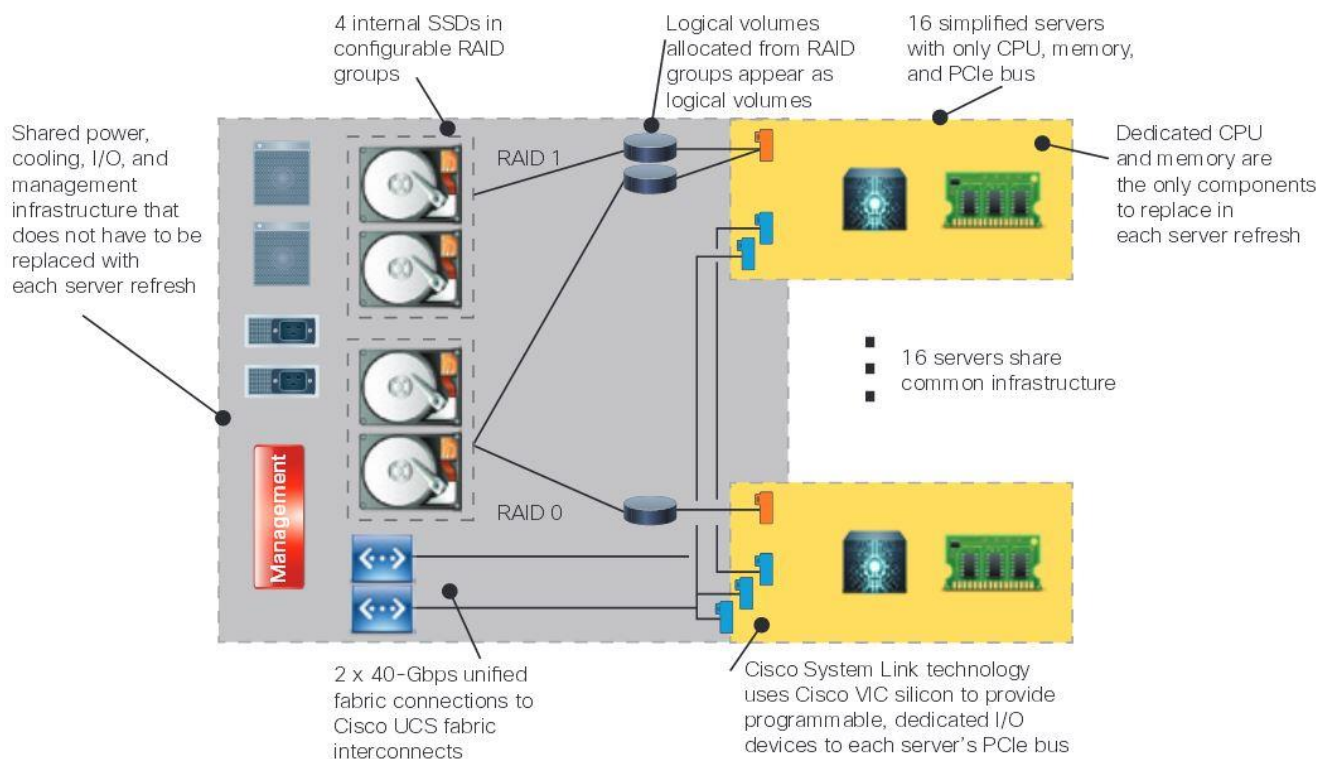 4 internal SSDs in
configurable RAID
groups
Logical volumes
allocated from RAID
groups appear as
logical volumes
16 simplified servers
with only CPU, memory,
and PCIe bus
Shared power,
cooling, I/O, and
management
infrastructure that
does not have to be
replaced with
each server refresh
Dedicated CPU
and memory are
the only components
to replace in
each server refresh
RAID 1
16 servers share
common infrastructure
Management
RAID 0
2 x 40-Gbps unified
fabric connections to
Cisco UCS fabric
interconnects
Cisco System Link technology
uses Cisco VIC silicon to provide
programmable, dedicated I/O
devices to each server's PCIe bus